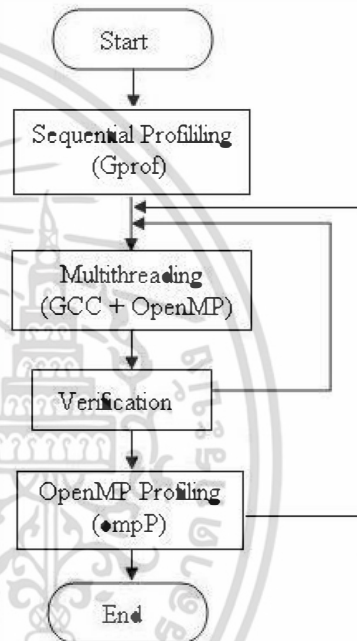 Start
Sequential Profililing
(Gprof)
Multithreading
(GCC + OpenMP)
Verification
OpenMP Profiling
(ompP)
End